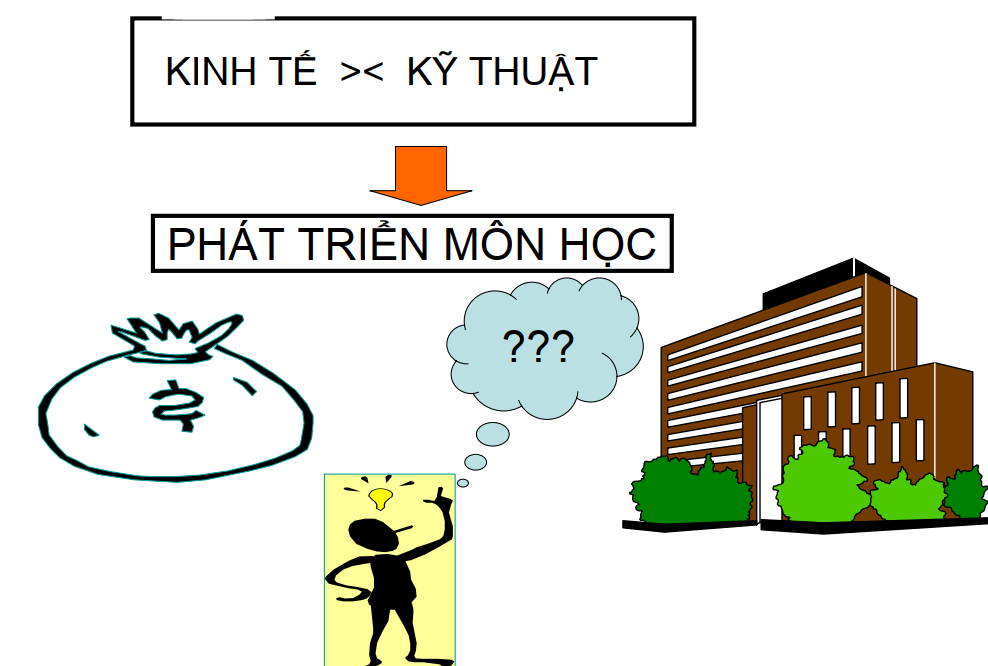 KINH TẾ >< KỸ THUẬT
PHÁT TRIỂN MÔN HỌC
???
$